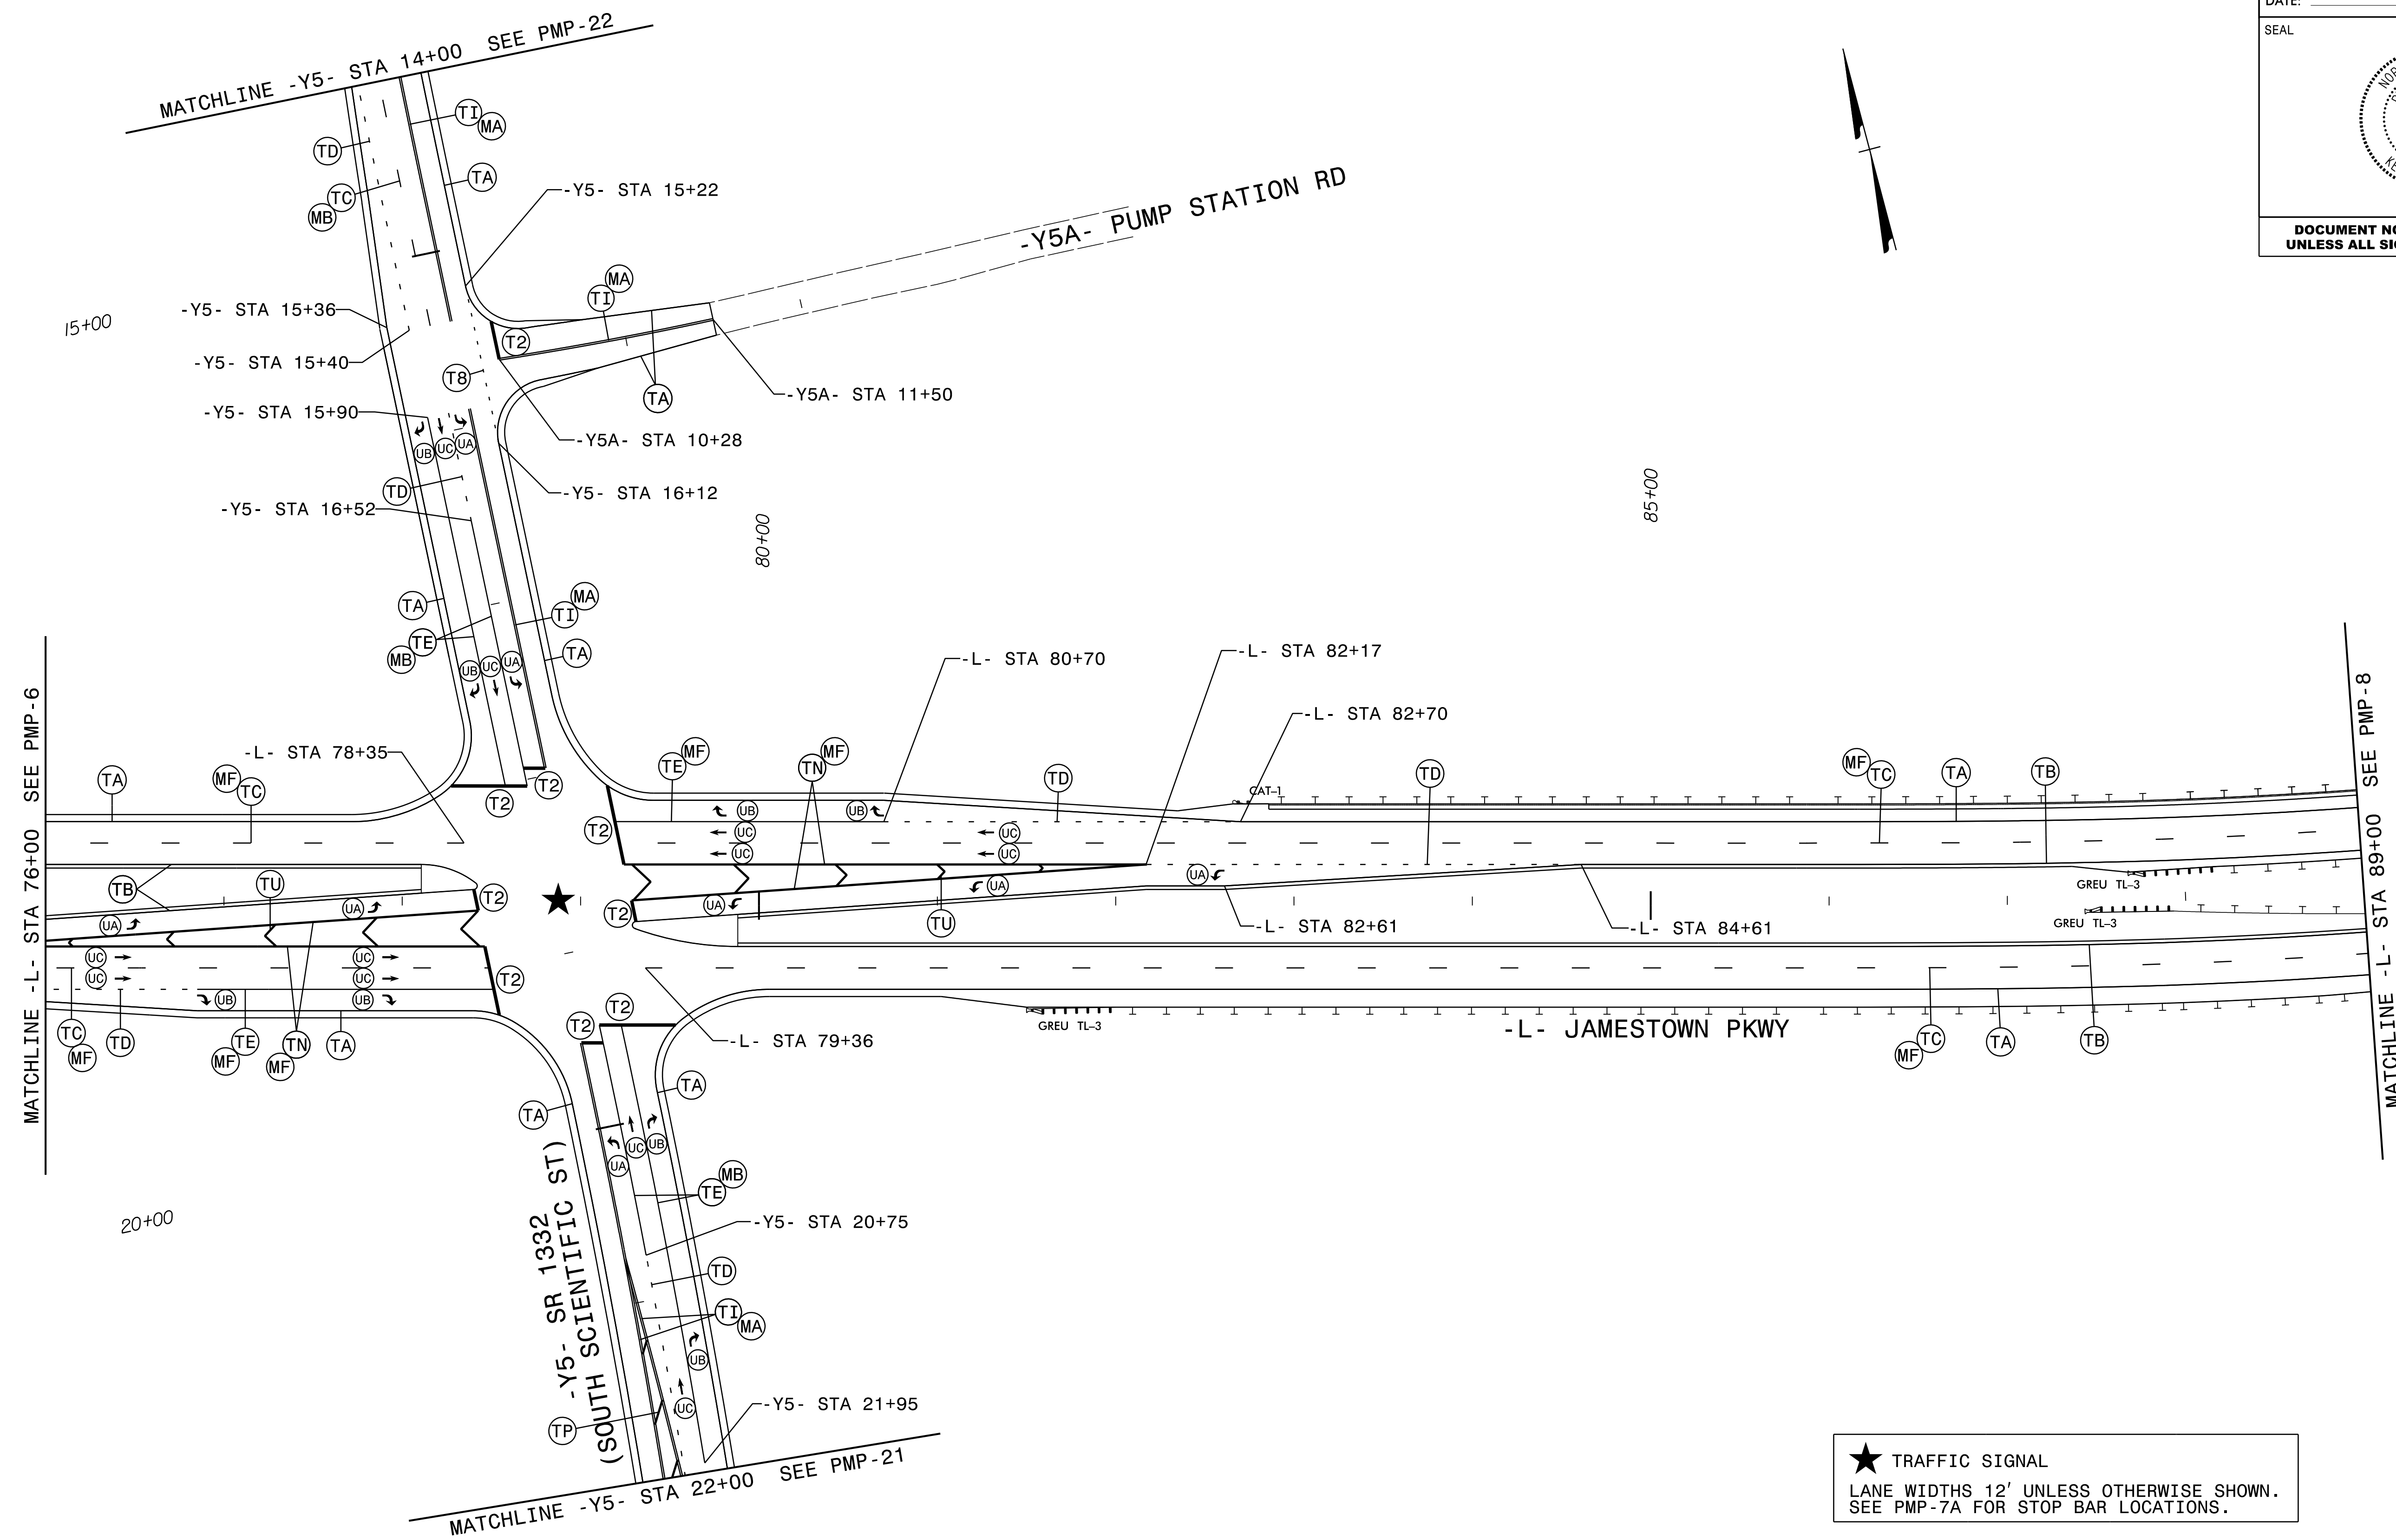 DATE:
SEAL
DOCUMENT NO
UNLESS ALL SI
MATCHLINE -Y5- STA 14+00 SEE PMP-22
TI
MA
TD
TA
TC
MB
-Y5- STA 15+22
-Y5A- PUMP STATION RD
MA
TI
-Y5- STA 15+36
15+00
T2
-Y5- STA 15+40
T8
TA
-Y5A- STA 11+50
-Y5- STA 15+90
-Y5A- STA 10+28
UB
UC
UA
TD
-Y5- STA 16+12
-Y5- STA 16+52
80+00
85+00
TA
MA
TI
TE
MB
TA
UB
UC
UA
-L- STA 80+70
-L- STA 82+17
-L- STA 82+70
MATCHLINE -L- STA 76+00 SEE PMP-6
-L- STA 78+35
TA
MF
TC
T2
T2
TE
MF
TN
MF
TD
TD
MF
TC
TA
TB
CAT-1
UB
UB
T2
UC
UC
UC
UC
TB
TU
UA
UA
T2
UA
UA
UA
T2
TU
-L- STA 82+61
-L- STA 84+61
GREU TL-3
GREU TL-3
MATCHLINE -L- STA 89+00 SEE PMP-8
UC
UC
UC
UC
UB
UB
T2
TC
MF
TD
TE
MF
TN
MF
TA
T2
T2
-L- STA 79+36
GREU TL-3
-L- JAMESTOWN PKWY
TC
MF
TA
TB
TA
TA
UA
UC
UB
MB
TE
-Y5- SR 1332
(SOUTH SCIENTIFIC ST)
20+00
-Y5- STA 20+75
TD
TI
MA
UB
UC
-Y5- STA 21+95
TP
MATCHLINE -Y5- STA 22+00 SEE PMP-21
TRAFFIC SIGNAL
LANE WIDTHS 12' UNLESS OTHERWISE SHOWN.
SEE PMP-7A FOR STOP BAR LOCATIONS.